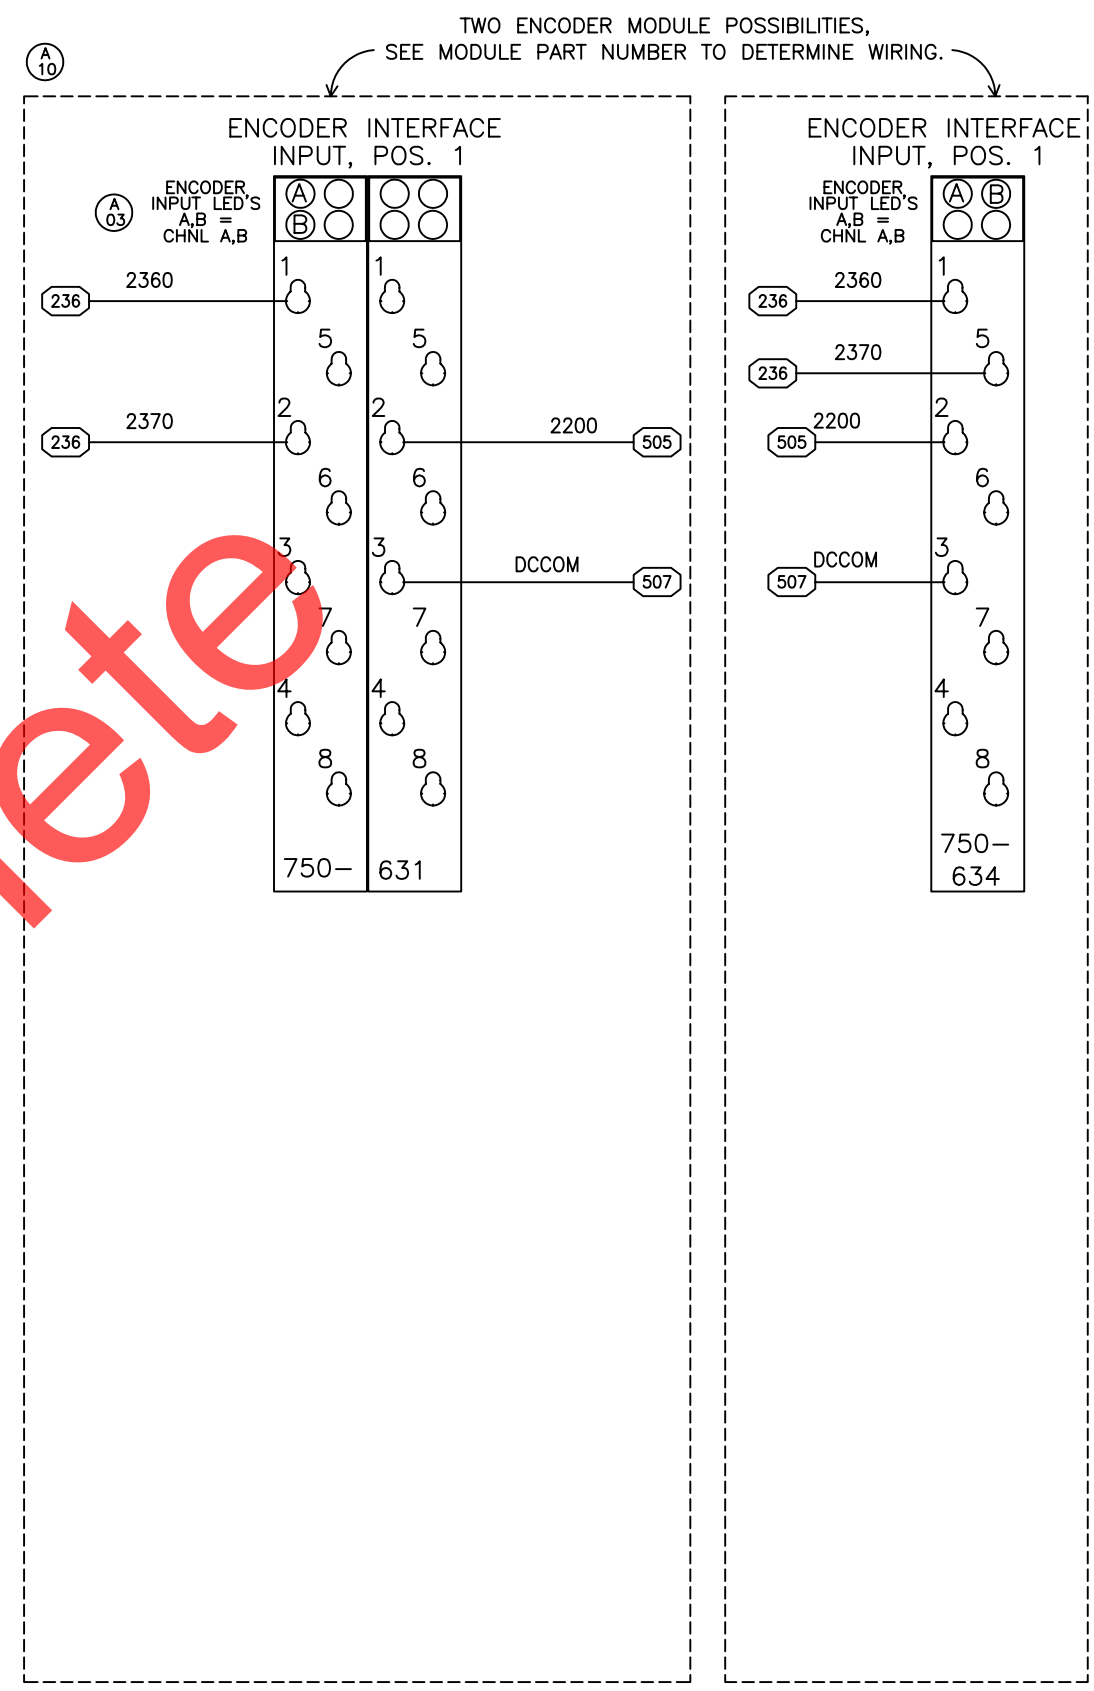 TWO ENCODER MODULE POSSIBILITIES,
SEE MODULE PART NUMBER TO DETERMINE WIRING.
A
10
ENCODER INTERFACE
INPUT, POS. 1
A
03
ENCODER
INPUT LED'S
A,B =
CHNL A,B
A
B
1
1
236
2360
5
5
2
2
236
2370
2200
505
6
6
3
3
DCCOM
507
7
7
4
4
8
8
750-
631
ENCODER INTERFACE
INPUT, POS. 1
ENCODER
INPUT LED'S
A,B =
CHNL A,B
A B
1
236
2360
5
236
2370
2
505
2200
6
3
507
DCCOM
7
4
8
750-
634
ete